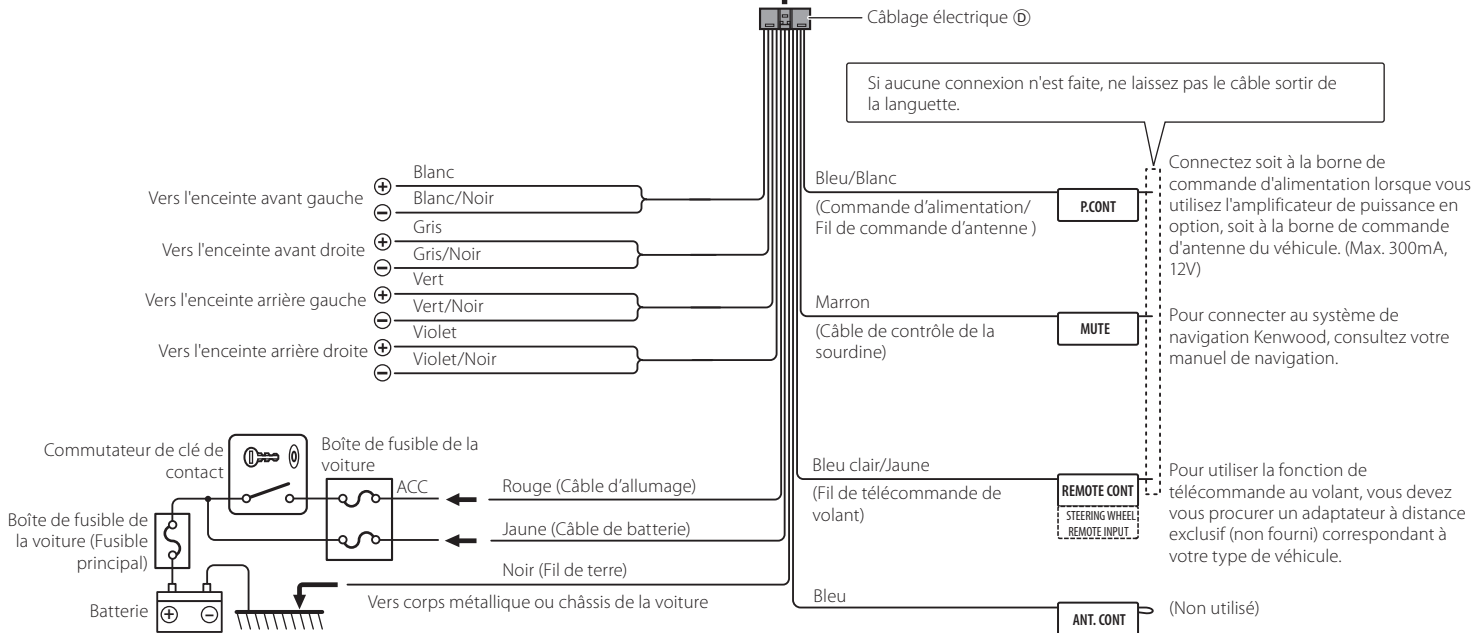 Câblage électrique Ⓓ
Si aucune connexion n'est faite, ne laissez pas le câble sortir de
la languette.
Vers l'enceinte avant gauche
⊕
Blanc
⊖
Blanc/Noir
Vers l'enceinte avant droite
⊕
Gris
⊖
Gris/Noir
Vers l'enceinte arrière gauche
⊕
Vert
⊖
Vert/Noir
Vers l'enceinte arrière droite
⊕
Violet
⊖
Violet/Noir
Bleu/Blanc
(Commande d’alimentation/
Fil de commande d’antenne )
P.CONT
Connectez soit à la borne de
commande d'alimentation lorsque vous
utilisez l'amplificateur de puissance en
option, soit à la borne de commande
d'antenne du véhicule. (Max. 300mA,
12V)
Marron
(Câble de contrôle de la
sourdine)
MUTE
Pour connecter au système de
navigation Kenwood, consultez votre
manuel de navigation.
Commutateur de clé de
contact
Boîte de fusible de la
voiture
ACC
Rouge (Câble d’allumage)
Jaune (Câble de batterie)
Boîte de fusible de
la voiture (Fusible
principal)
Noir (Fil de terre)
Vers corps métallique ou châssis de la voiture
Batterie
⊕ ⊖
Bleu clair/Jaune
(Fil de télécommande de
volant)
REMOTE CONT
STEERING WHEEL
REMOTE INPUT
Pour utiliser la fonction de
télécommande au volant, vous devez
vous procurer un adaptateur à distance
exclusif (non fourni) correspondant à
votre type de véhicule.
Bleu
ANT. CONT
(Non utilisé)